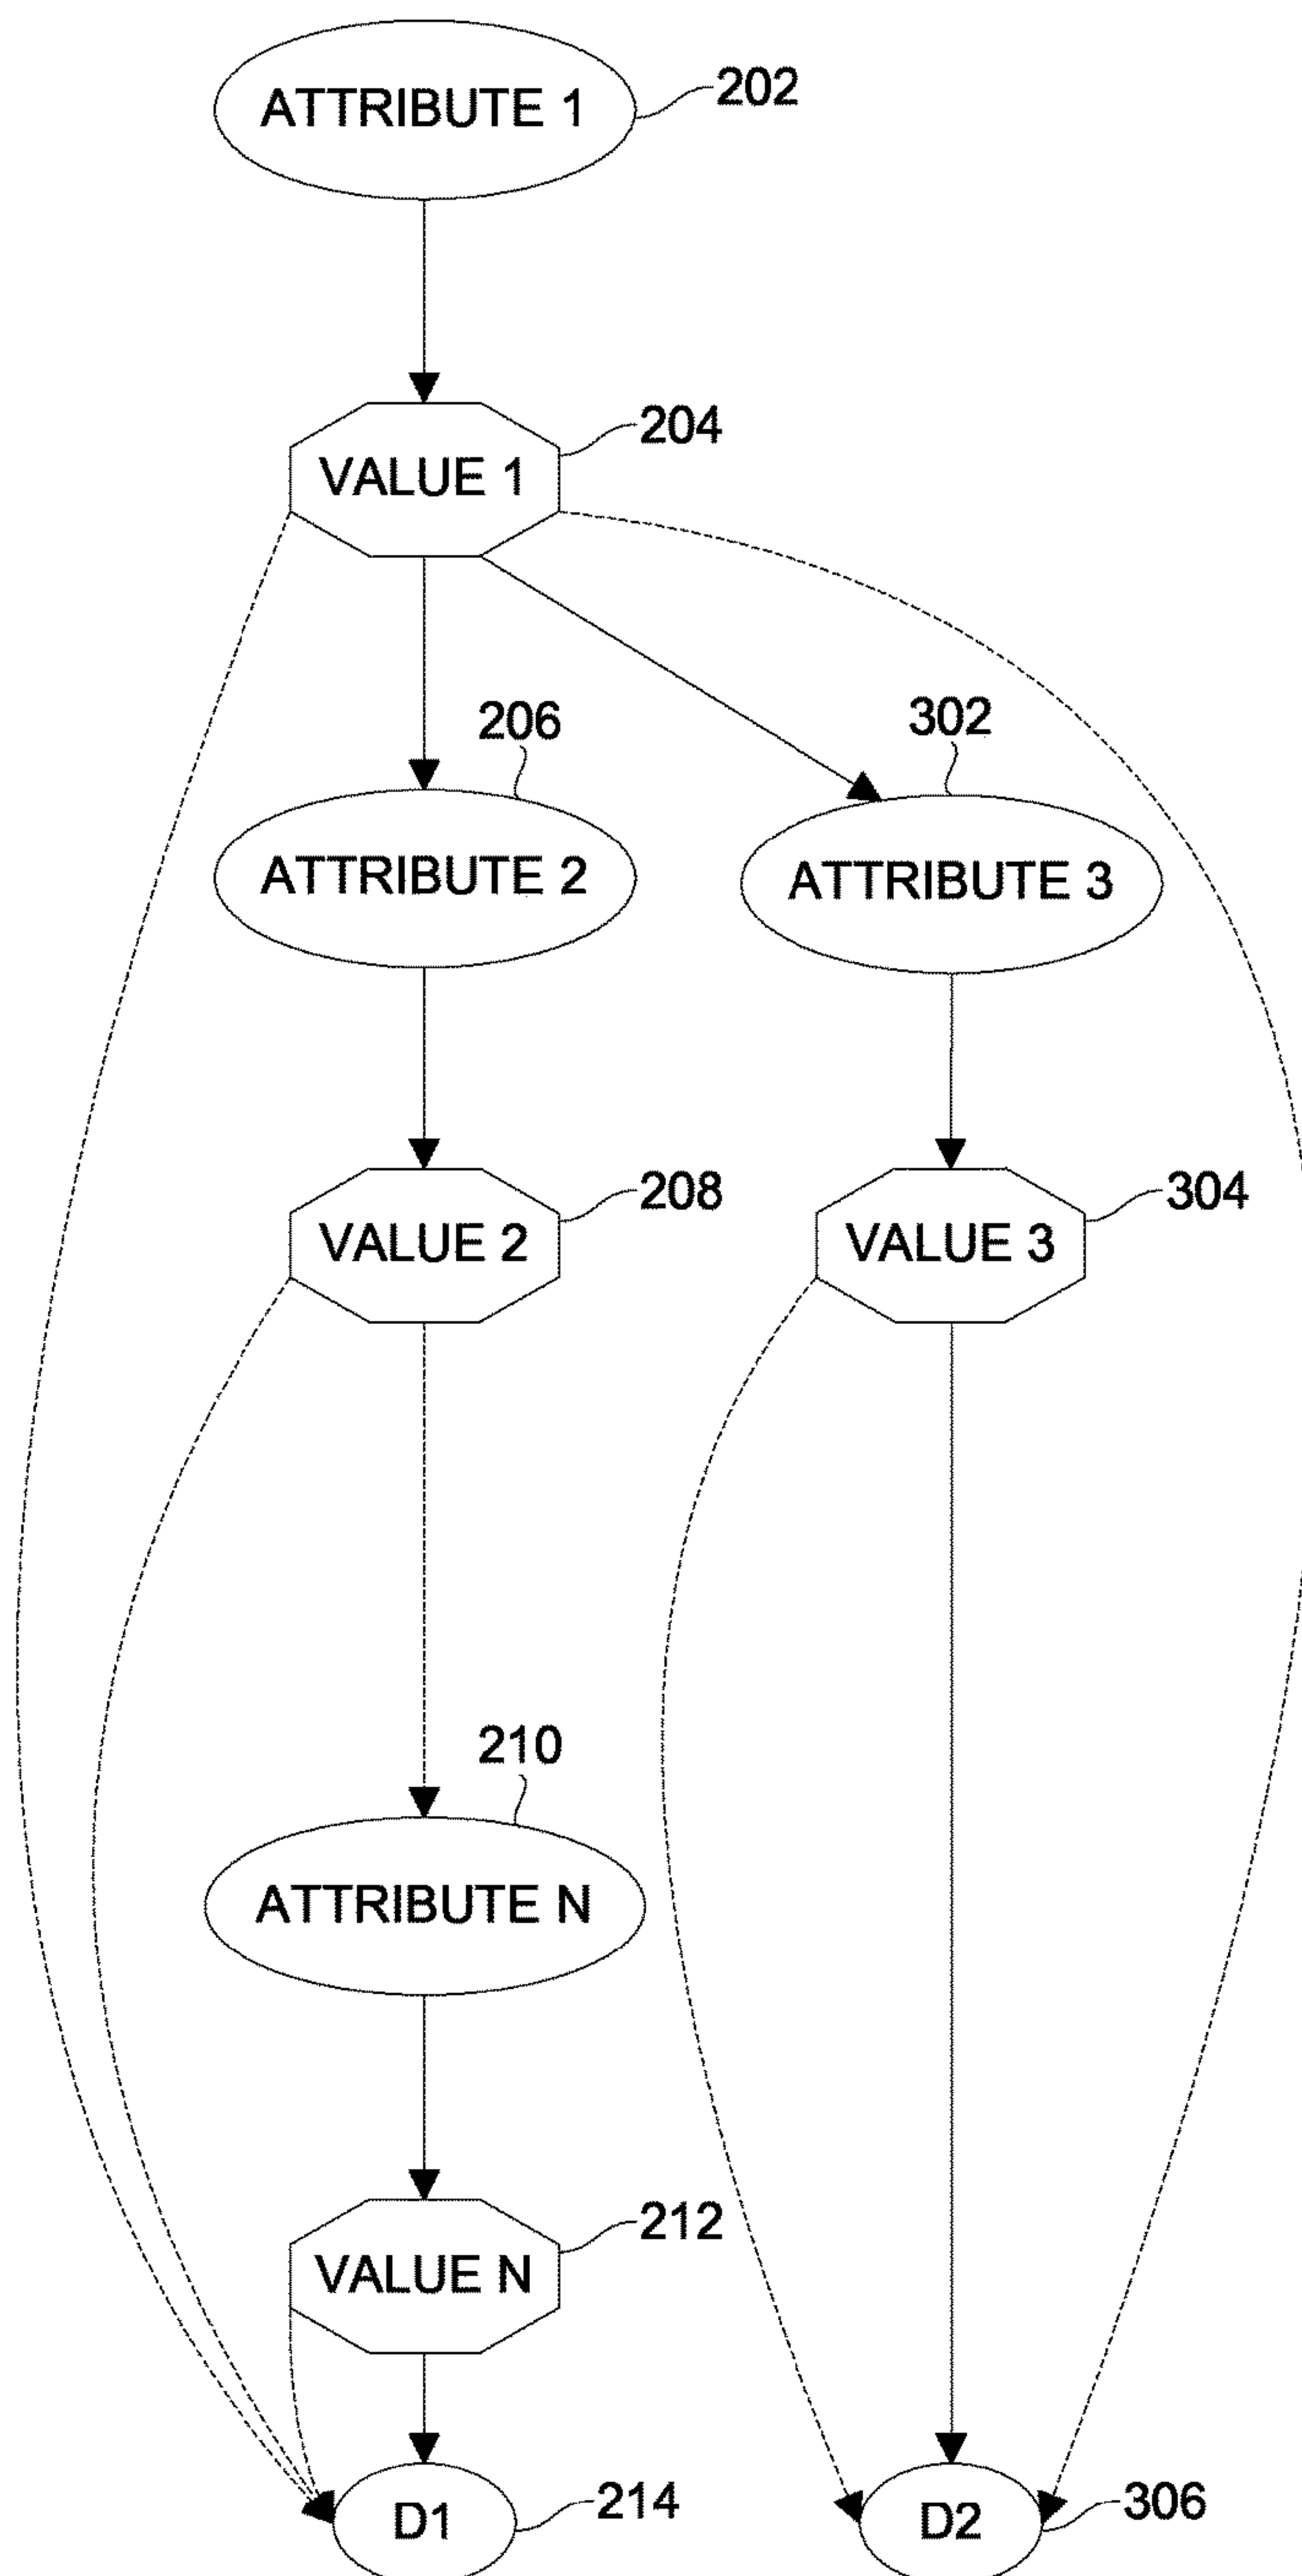 ATTRIBUTE 1
202
VALUE 1
204
206
302
ATTRIBUTE 2
ATTRIBUTE 3
VALUE 2
208
VALUE 3
304
210
ATTRIBUTE N
VALUE N
212
D1
214
D2
306